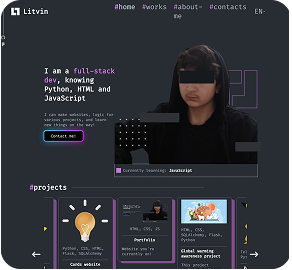 Litvin
#home #works #about-me #contacts EN-
I am a full-stack
dev, knowing
Python, HTML and
JavaScript
I can make websites, logic for
various projects, and learn
new things on the way!
Contact me!
Currently learning: JavaScript
#projects
Python, CSS, HTML,
Flask, SQLAlchemy
Cards website
HTML, CSS, JS
Portfolio
Website you're
currently on!
HTML, CSS,
JavaScript, Flask,
SQLAlchemy
Global warming
awareness project
This project